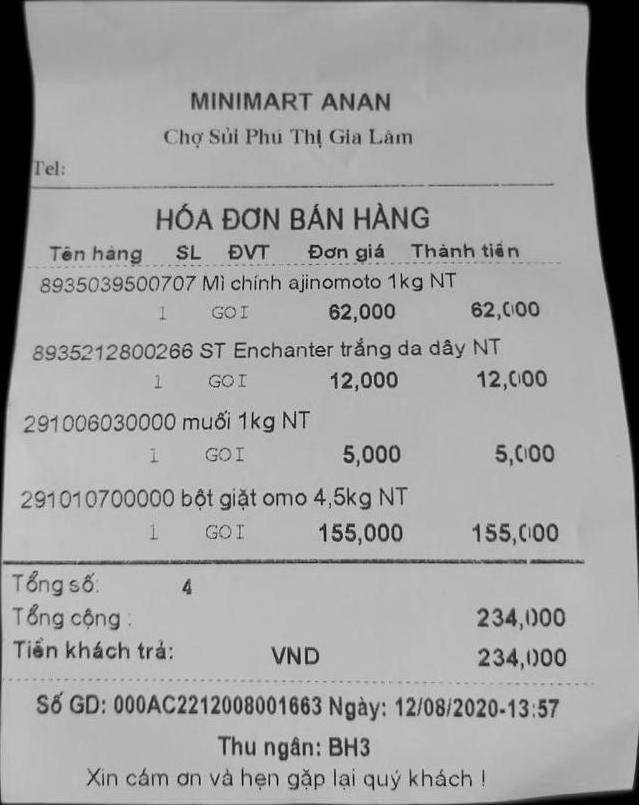 MINIMART ANAN
Chợ Sủi Phú Thị Gia Lâm
Tel:
HÓA ĐƠN BÁN HÀNG
Tên hàng SL ĐVT Đơn giá Thành tiền
8935039500707 Mì chính ajinomoto 1kg NT
1 GOI 62,000 62,000
8935212800266 ST Enchanter trắng da dây NT
1 GOI 12,000 12,000
291006030000 muối 1kg NT
1 GOI 5,000 5,000
291010700000 bột giặt omo 4,5kg NT
1 GOI 155,000 155,000
Tổng số: 4
Tổng cộng : 234,000
Tiền khách trả: VND 234,000
Số GD: 000AC2212008001663 Ngày: 12/08/2020-13:57
Thu ngân: BH3
Xin cám ơn và hẹn gặp lại quý khách !